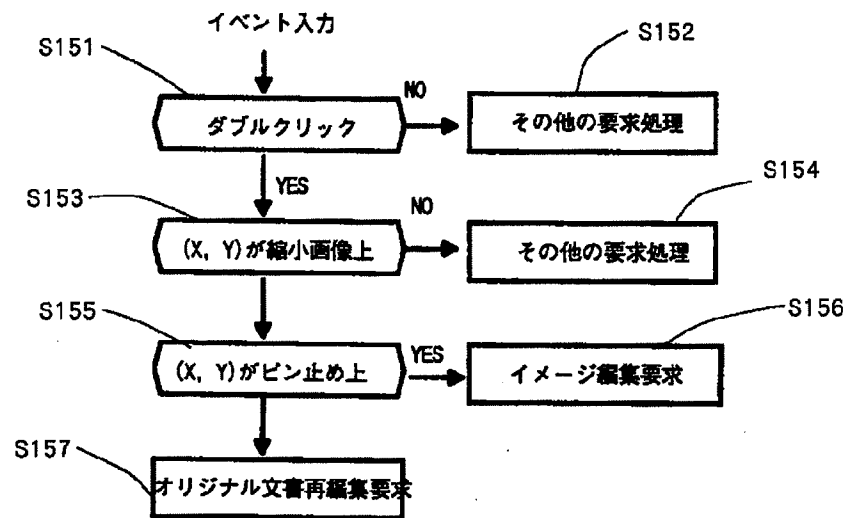 イベント入力
S151
S152
NO
ダブルクリック
その他の要求処理
YES
S153
S154
NO
(X, Y)が縮小画像上
その他の要求処理
S155
S156
YES
(X, Y)がピン止め上
イメージ編集要求
S157
オリジナル文書再編集要求